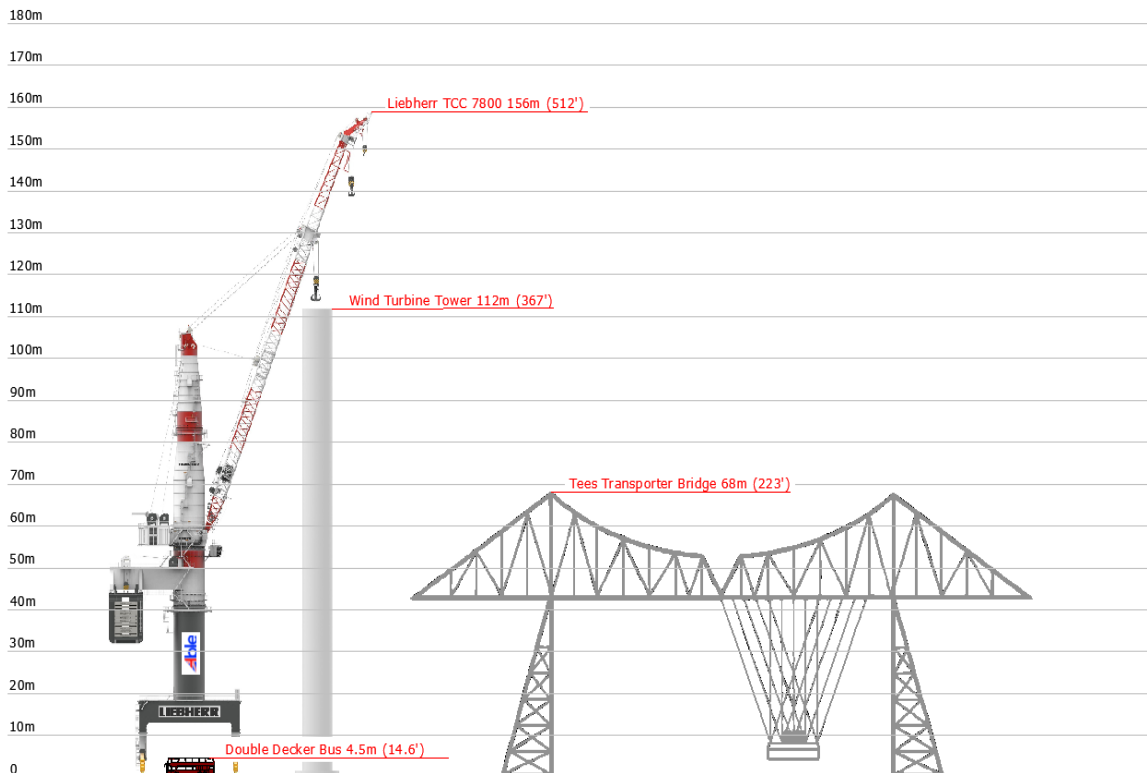 180m
170m
160m
Liebherr TCC 7800 156m (512')
150m
140m
130m
120m
110m
Wind Turbine Tower 112m (367')
100m
90m
80m
70m
Tees Transporter Bridge 68m (223')
60m
50m
40m
30m
Able
20m
LIEBHERR
10m
Double Decker Bus 4.5m (14.6')
0